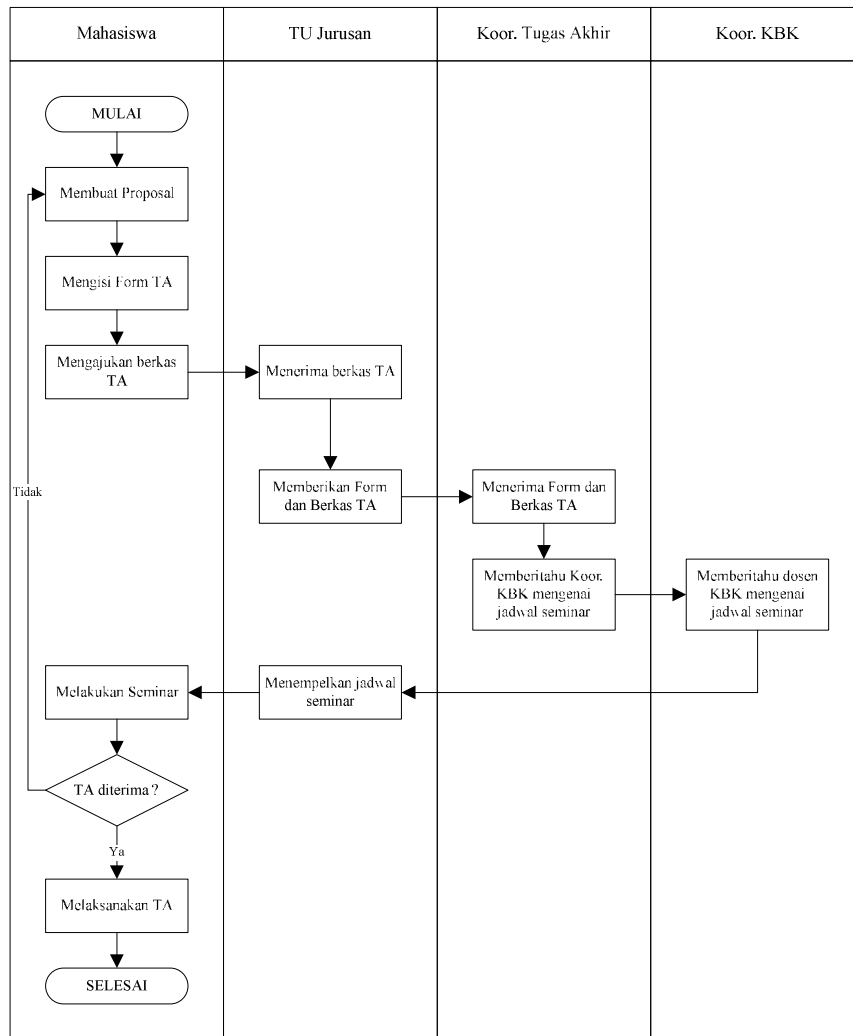 Mahasiswa
TU Jurusan
Koor. Tugas Akhir
Koor. KBK
MULAI
Membuat Proposal
Mengisi Form TA
Mengajukan berkas
TA
Menerima berkas TA
Memberikan Form
dan Berkas TA
Menerima Form dan
Berkas TA
Tidak
Memberitahu Koor.
KBK mengenai
jadwal seminar
Memberitahu dosen
KBK mengenai
jadwal seminar
Melakukan Seminar
Menempelkan jadwal
seminar
TA diterima ?
Ya
Melaksanakan TA
SELESAI